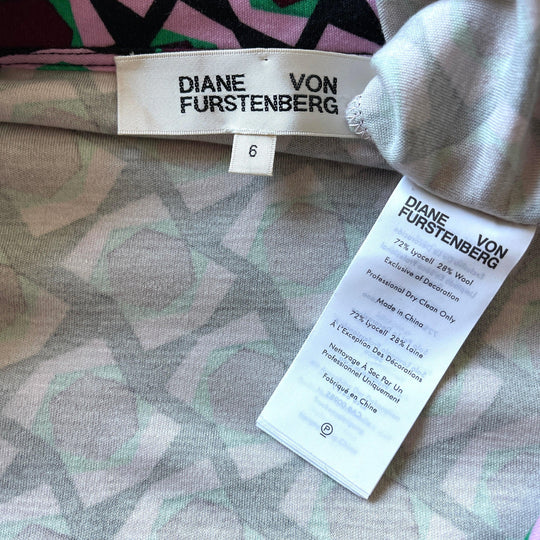 DIANE VON
FURSTENBERG
6
DIANE VON
FURSTENBERG
72% Lyocell 28% Wool
Exclusive of Decoration
Professional Dry Clean Only
Made in China
72% Lyocell 28% Laine
À L'Exception Des Décorations
Nettoyage À Sec Par Un
Professionnel Uniquement
Fabriqué en Chine
P